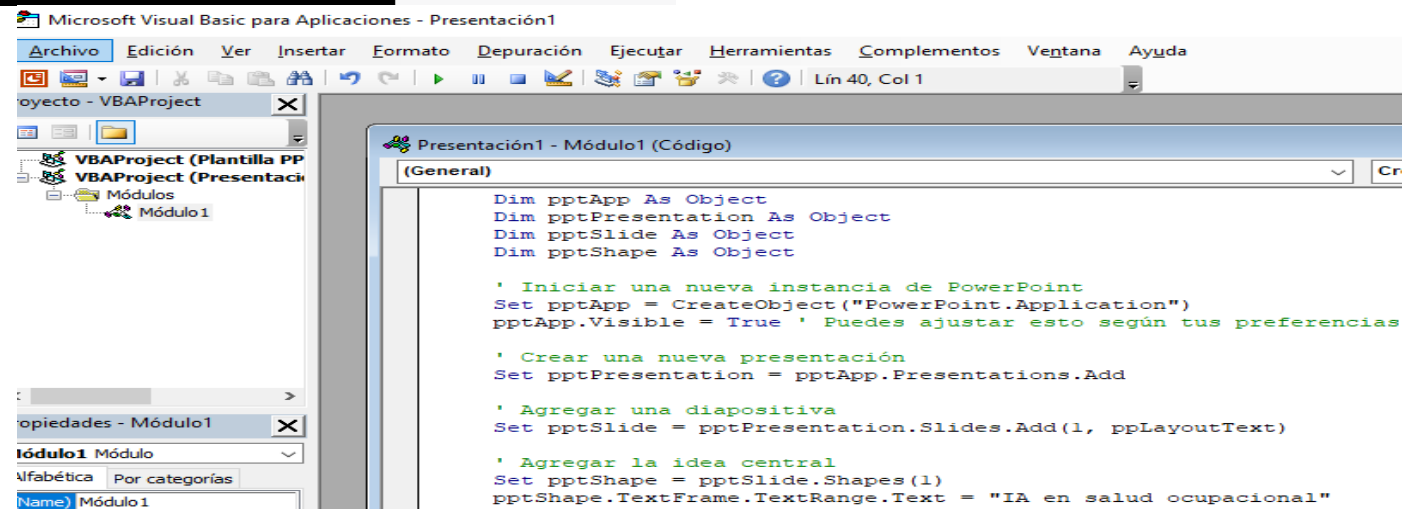 Microsoft Visual Basic para Aplicaciones - Presentación1
Archivo Edición Ver Insertar Formato Depuración Ejecutar Herramientas Complementos Ventana Ayuda
Lín 40, Col 1
oyecto - VBAProject
VBAProject (Plantilla PP
VBAProject (Presentaci
Módulos
Módulo1
opiedades - Módulo1
Módulo1 Módulo
Alfabética Por categorías
(Name) Módulo1
Presentación1 - Módulo1 (Código)
(General) Cr
Dim pptApp As Object
Dim pptPresentation As Object
Dim pptSlide As Object
Dim pptShape As Object
' Iniciar una nueva instancia de PowerPoint
Set pptApp = CreateObject("PowerPoint.Application")
pptApp.Visible = True ' Puedes ajustar esto según tus preferencias
' Crear una nueva presentación
Set pptPresentation = pptApp.Presentations.Add
' Agregar una diapositiva
Set pptSlide = pptPresentation.Slides.Add(1, ppLayoutText)
' Agregar la idea central
Set pptShape = pptSlide.Shapes(1)
pptShape.TextFrame.TextRange.Text = "IA en salud ocupacional"